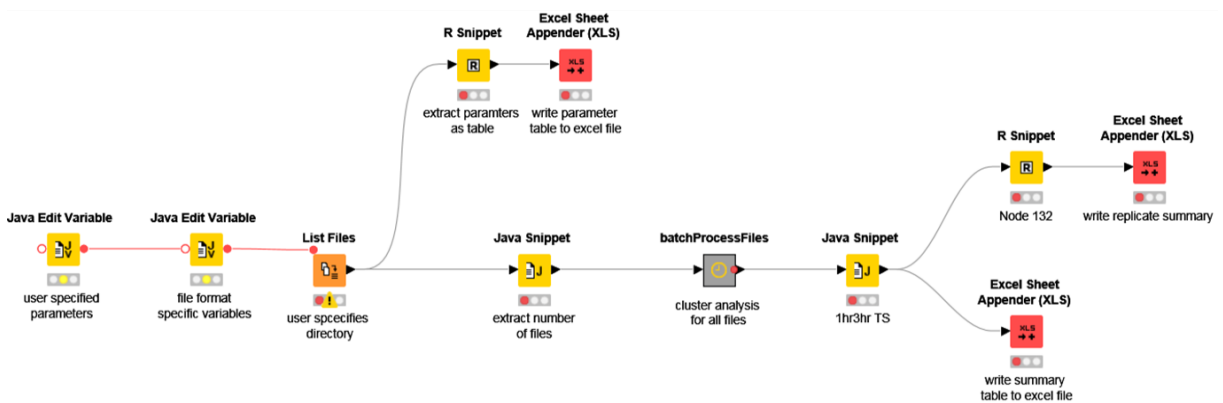 Excel Sheet
Appender (XLS)
R Snippet
R
XLS
extract paramters
as table
write parameter
table to excel file
Excel Sheet
Appender (XLS)
R Snippet
R
XLS
Node 132
write replicate summary
Java Edit Variable
Java Edit Variable
List Files
Java Snippet
batchProcessFiles
Java Snippet
J
V
J
V
J
J
user specified
parameters
file format
specific variables
!
user spcecifies
directory
extract number
of files
cluster analysis
for all files
1hr3hr TS
Excel Sheet
Appender (XLS)
XLS
write summary
table to excel file